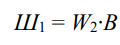 Ш₁ = W₂·B